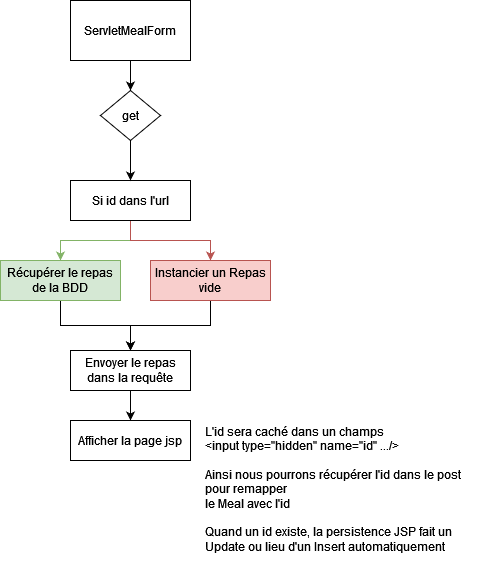 ServletMealForm
get
Si id dans l'url
Récupérer le repas
de la BDD
Instancier un Repas
vide
Envoyer le repas
dans la requête
Afficher la page jsp
L'id sera caché dans un champs
<input type="hidden" name="id" .../>
Ainsi nous pourrons récupérer l'id dans le post
pour remapper
le Meal avec l'id
Quand un id existe, la persistence JSP fait un
Update ou lieu d'un Insert automatiquement